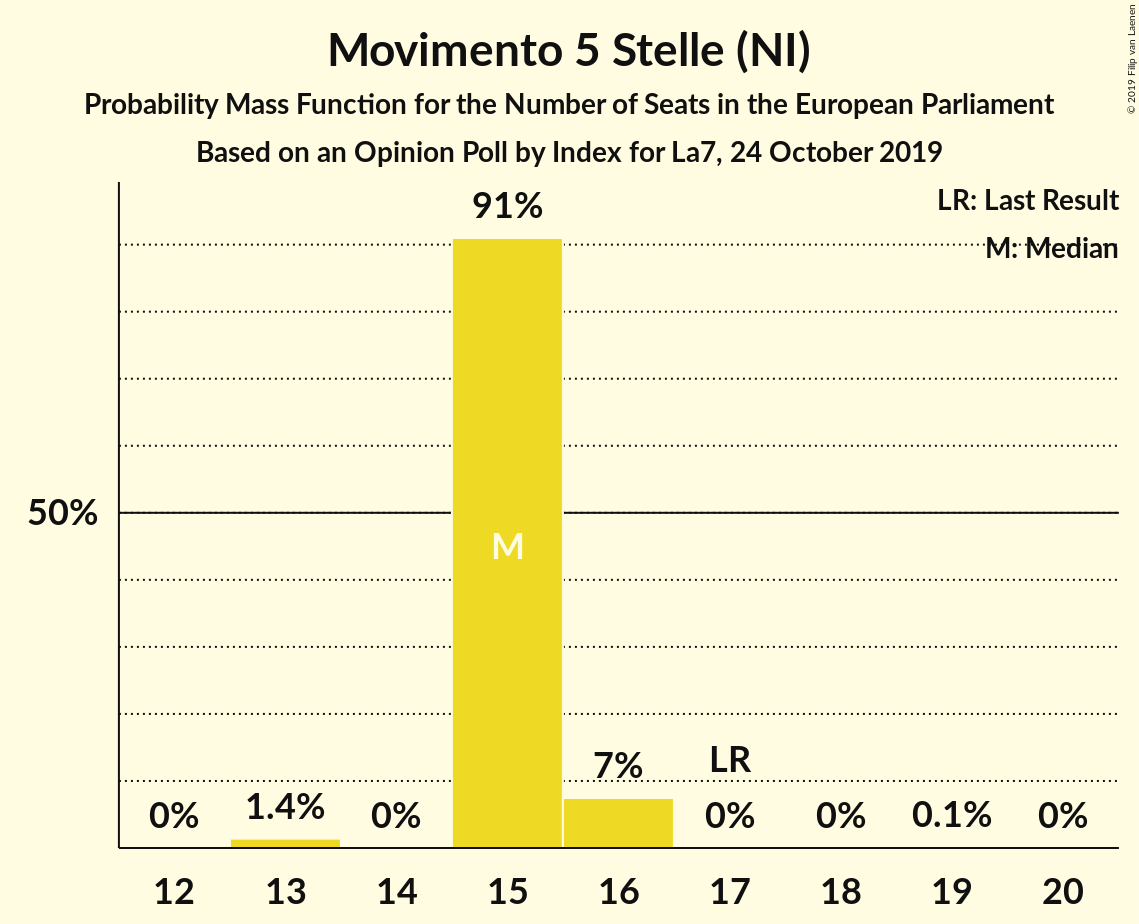 Movimento 5 Stelle (NI)
Probability Mass Function for the Number of Seats in the European Parliament
Based on an Opinion Poll by Index for La7, 24 October 2019
© 2019 Filip van Laenen
LR: Last Result
M: Median
91%
50%
M
LR
0%
1.4%
0%
7%
0%
0%
0.1%
0%
12 13 14 15 16 17 18 19 20